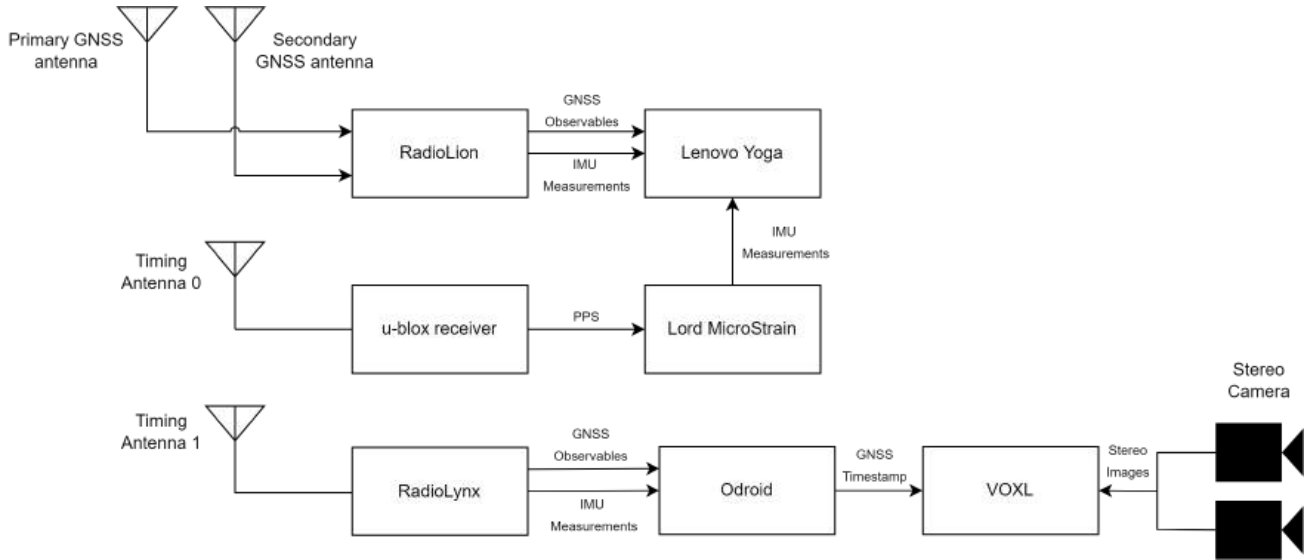 Primary GNSS
antenna
Secondary
GNSS antenna
GNSS
Observables
RadioLion
Lenovo Yoga
IMU
Measurements
IMU
Measurements
Timing
Antenna 0
u-blox receiver
PPS
Lord MicroStrain
Stereo
Camera
Timing
Antenna 1
GNSS
Observables
GNSS
Timestamp
Stereo
Images
RadioLynx
Odroid
VOXL
IMU
Measurements